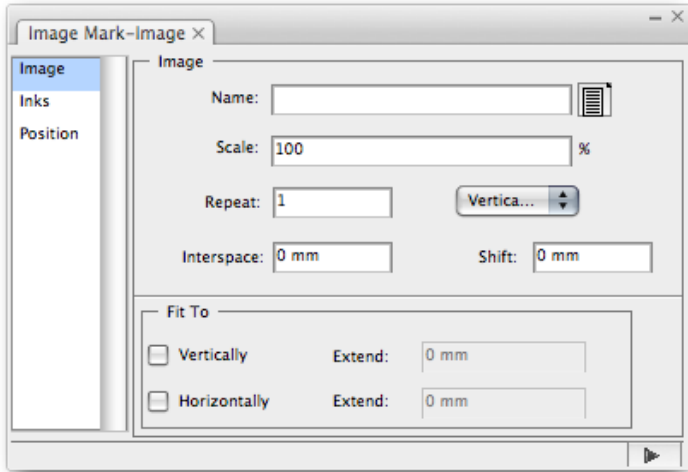 Image Mark-Image
Image
Inks
Position
Image
Name:
Scale: 100 %
Repeat: 1 Vertica...
Interspace: 0 mm Shift: 0 mm
Fit To
Vertically Extend: 0 mm
Horizontally Extend: 0 mm